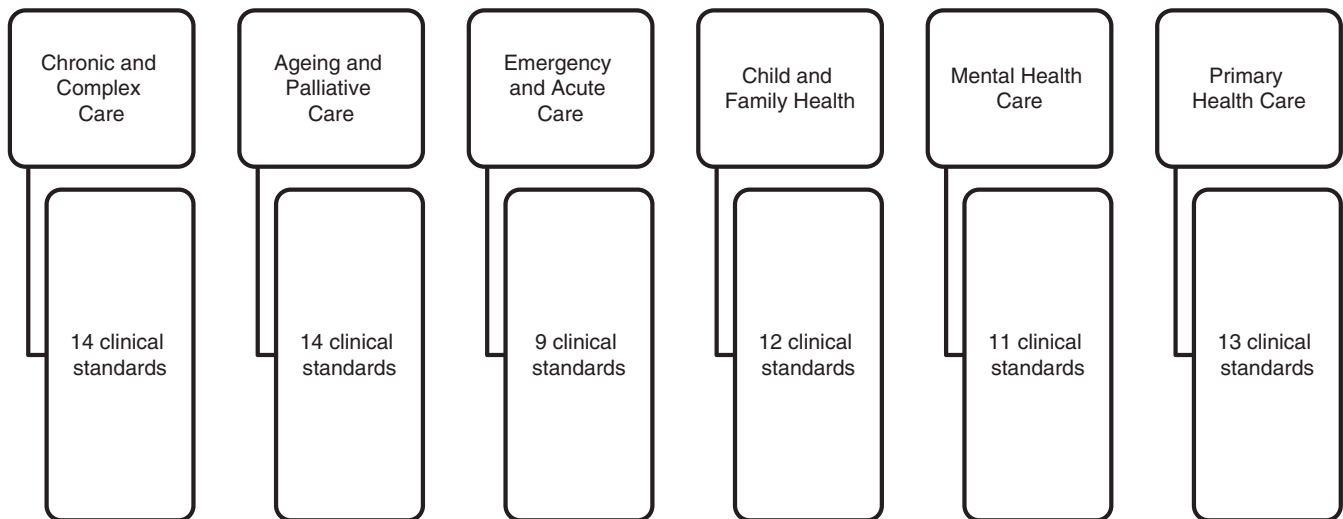 Chronic and
Complex
Care
Ageing and
Palliative
Care
Emergency
and Acute
Care
Child and
Family Health
Mental Health
Care
Primary
Health Care
14 clinical
standards
14 clinical
standards
9 clinical
standards
12 clinical
standards
11 clinical
standards
13 clinical
standards